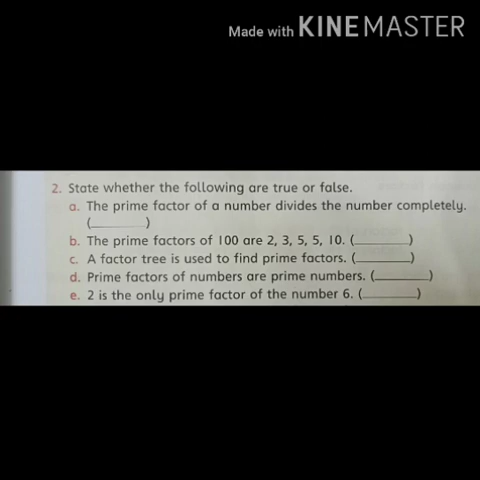 Made with KINEMASTER
2. State whether the following are true or false.
a. The prime factor of a number divides the number completely.
(________)
b. The prime factors of 100 are 2, 3, 5, 5, 10. (________)
c. A factor tree is used to find prime factors. (________)
d. Prime factors of numbers are prime numbers. (________)
e. 2 is the only prime factor of the number 6. (________)